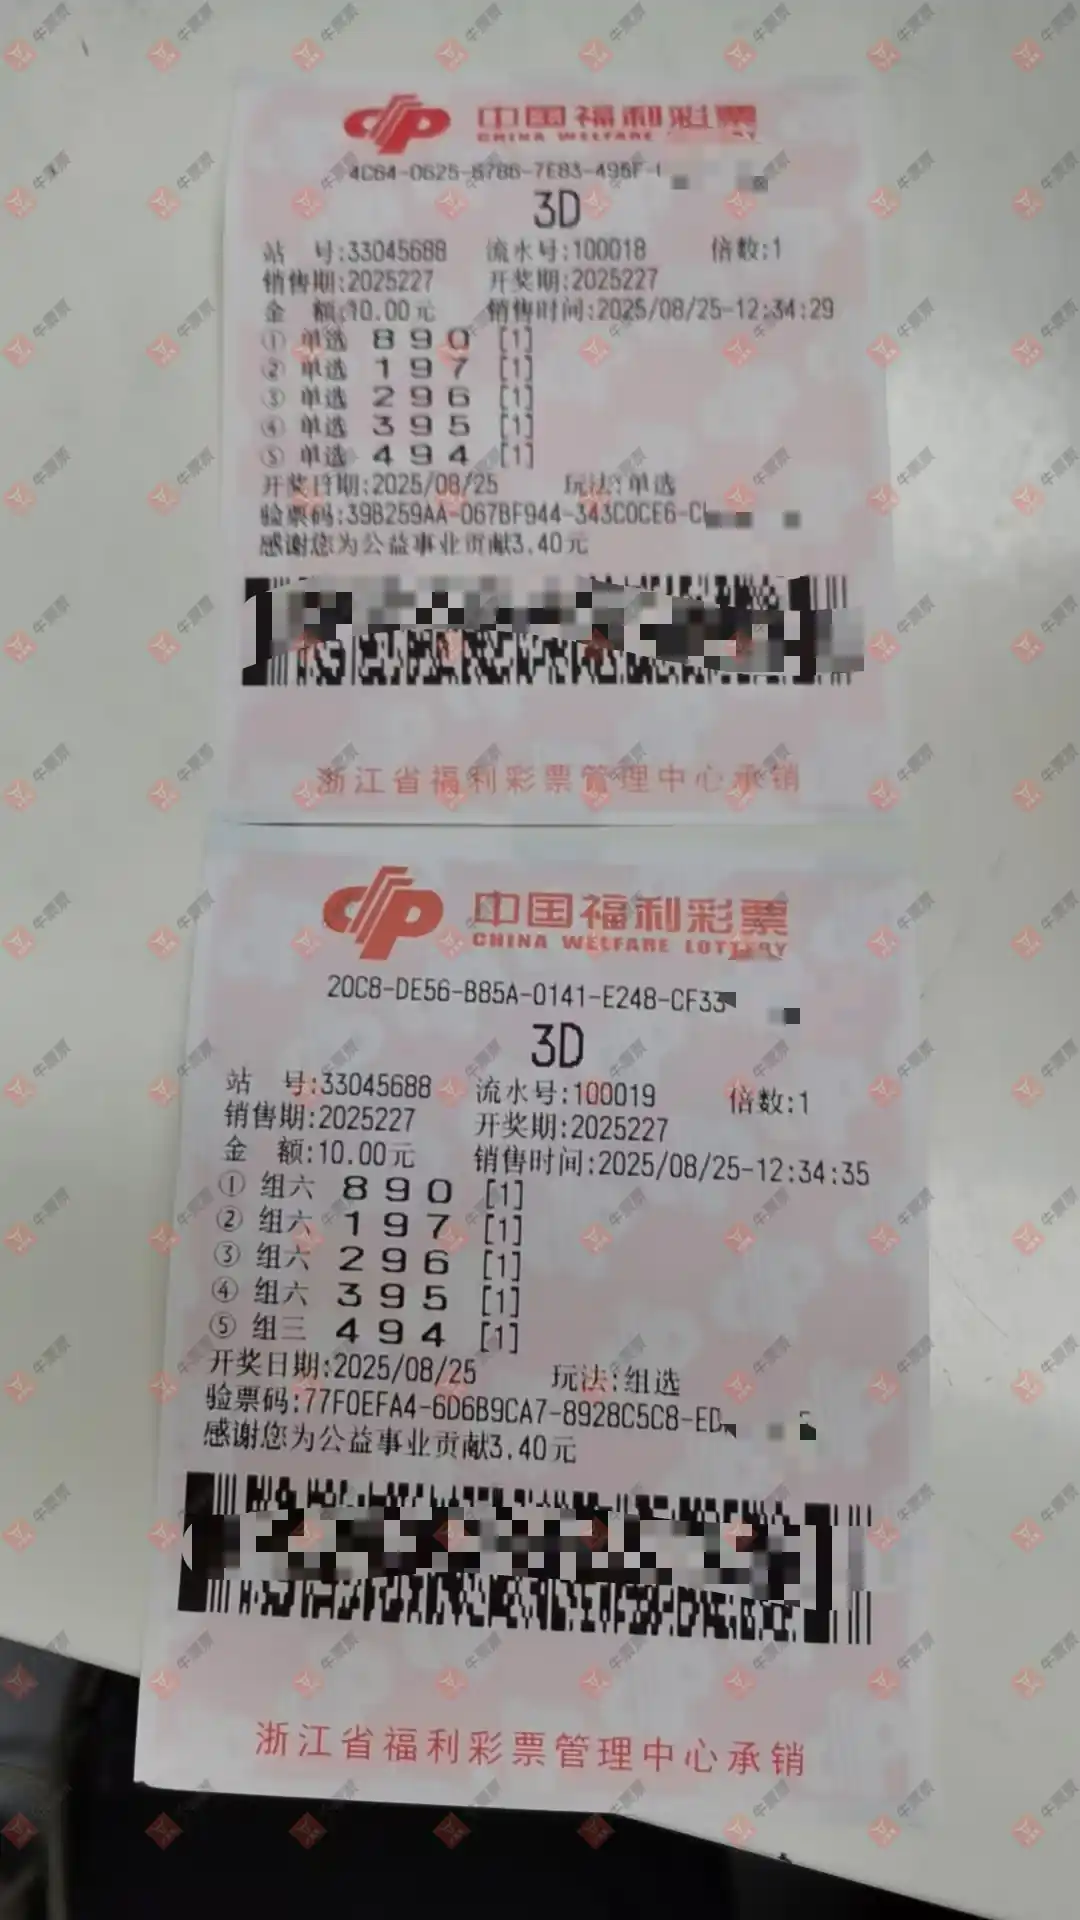 中国福利彩票
CHINA WELFARE
4C64-0625-8786-7E83-495F-
3D
站 号:33045688 流水号:100018 倍数:1
销售期:2025227 开奖期:2025227
金 额:10.00元 销售时间:2025/08/25-12:34:29
① 单选 8 9 0 [1]
② 单选 1 9 7 [1]
③ 单选 2 9 6 [1]
④ 单选 3 9 5 [1]
⑤ 单选 4 9 4 [1]
开奖日期:2025/08/25 玩法:单选
验票码:39B259AA-067BF944-343C0CE6-C
感谢您为公益事业贡献3.40元
浙江省福利彩票管理中心承销
中国福利彩票
CHINA WELFARE LOTTERY
20C8-DE56-B85A-0141-E248-CF33
3D
站 号:33045688 流水号:100019 倍数:1
销售期:2025227 开奖期:2025227
金 额:10.00元 销售时间:2025/08/25-12:34:35
① 组六 8 9 0 [1]
② 组六 1 9 7 [1]
③ 组六 2 9 6 [1]
④ 组六 3 9 5 [1]
⑤ 组三 4 9 4 [1]
开奖日期:2025/08/25 玩法:组选
验票码:77F0EFA4-6D6B9CA7-8928C5C8-ED
感谢您为公益事业贡献3.40元
浙江省福利彩票管理中心承销
牛票票